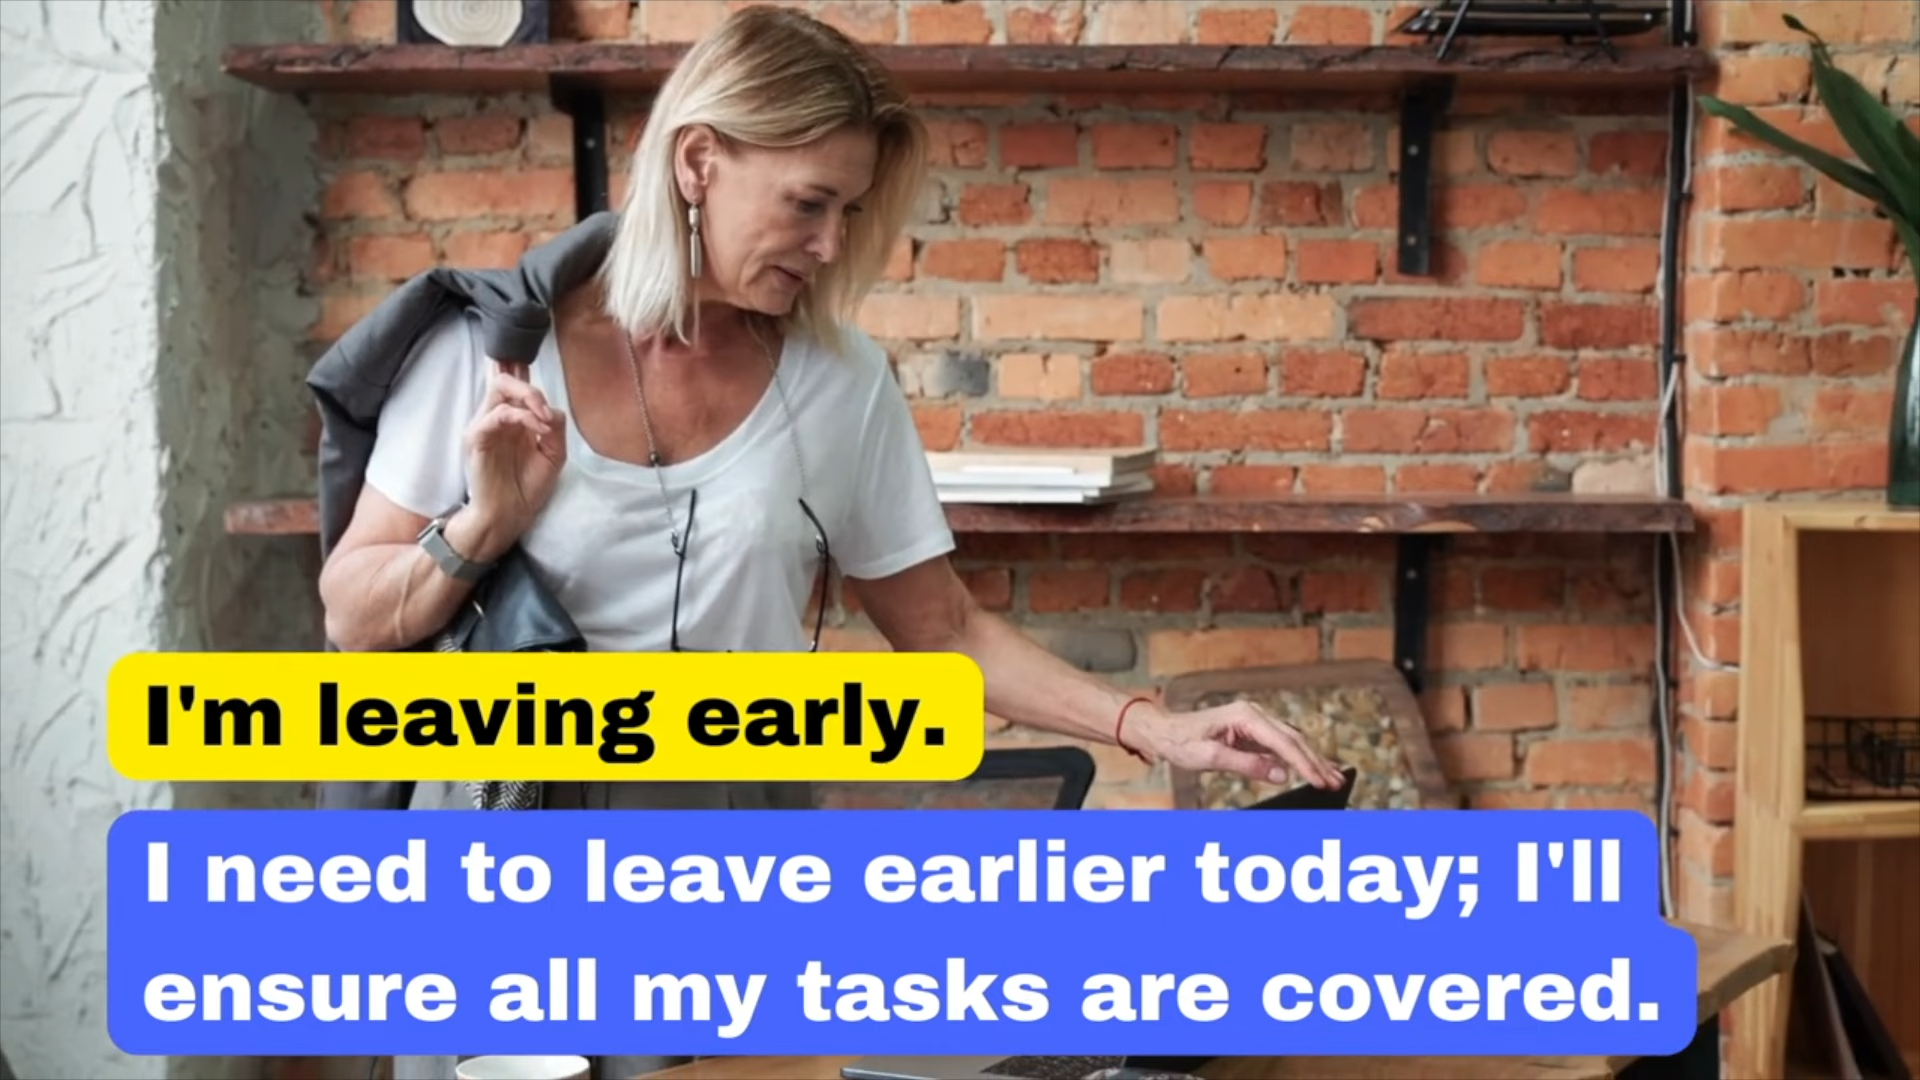 I'm leaving early.
I need to leave earlier today; I'll
ensure all my tasks are covered.